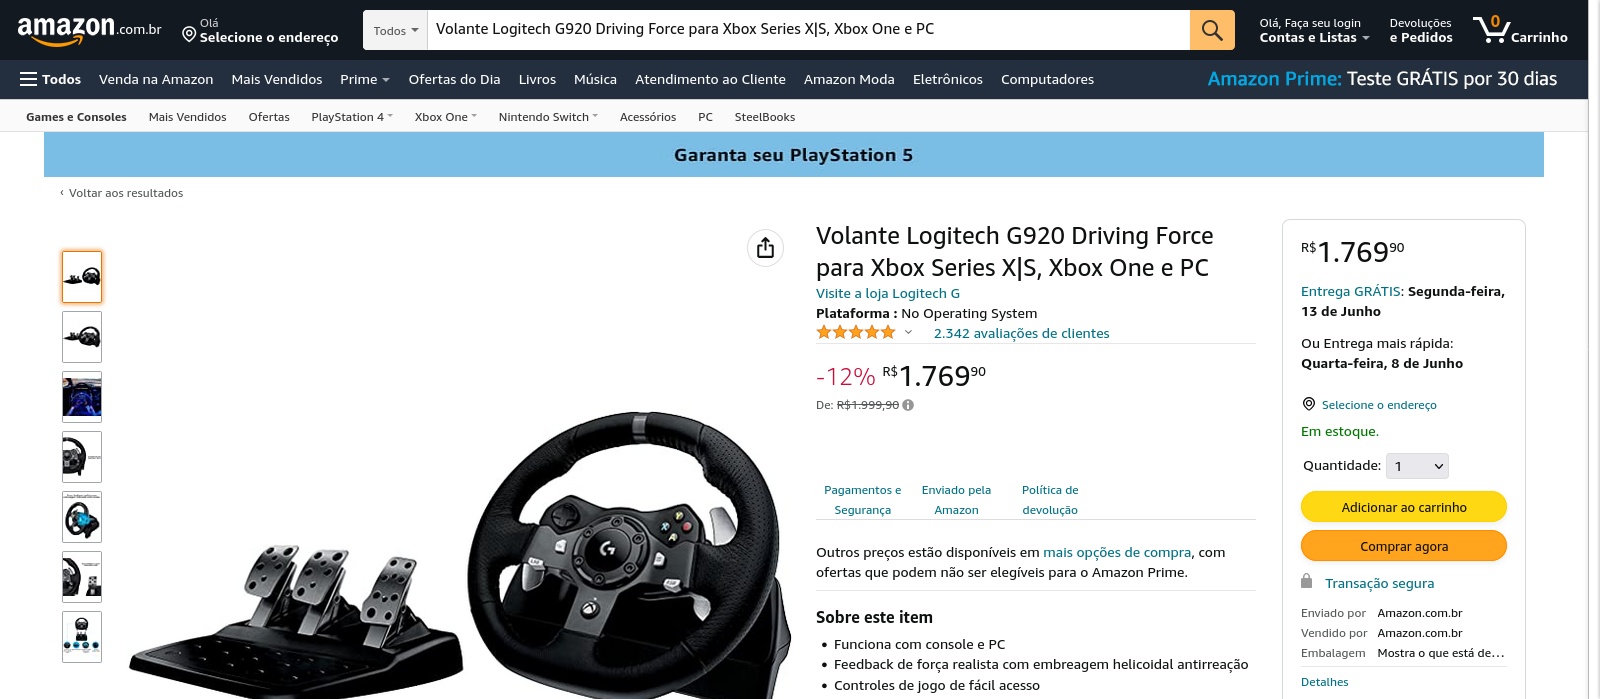 amazon.com.br
Olá
Selecione o endereço
Todos
Volante Logitech G920 Driving Force para Xbox Series X|S, Xbox One e PC
Olá, Faça seu login
Contas e Listas
Devoluções
e Pedidos
0
Carrinho
Todos
Venda na Amazon
Mais Vendidos
Prime
Ofertas do Dia
Livros
Música
Atendimento ao Cliente
Amazon Moda
Eletrônicos
Computadores
Amazon Prime: Teste GRÁTIS por 30 dias
Games e Consoles
Mais Vendidos
Ofertas
PlayStation 4
Xbox One
Nintendo Switch
Acessórios
PC
SteelBooks
Garanta seu PlayStation 5
‹ Voltar aos resultados
Volante Logitech G920 Driving Force
para Xbox Series X|S, Xbox One e PC
Visite a loja Logitech G
Plataforma : No Operating System
2.342 avaliações de clientes
-12% R$1.76990
De: R$1.999,90
Pagamentos e
Segurança
Enviado pela
Amazon
Política de
devolução
Outros preços estão disponíveis em mais opções de compra, com
ofertas que podem não ser elegíveis para o Amazon Prime.
Sobre este item
• Funciona com console e PC
• Feedback de força realista com embreagem helicoidal antirreação
• Controles de jogo de fácil acesso
R$1.76990
Entrega GRÁTIS: Segunda-feira,
13 de Junho
Ou Entrega mais rápida:
Quarta-feira, 8 de Junho
Selecione o endereço
Em estoque.
Quantidade: 1
Adicionar ao carrinho
Comprar agora
Transação segura
Enviado por Amazon.com.br
Vendido por Amazon.com.br
Embalagem Mostra o que está de...
Detalhes